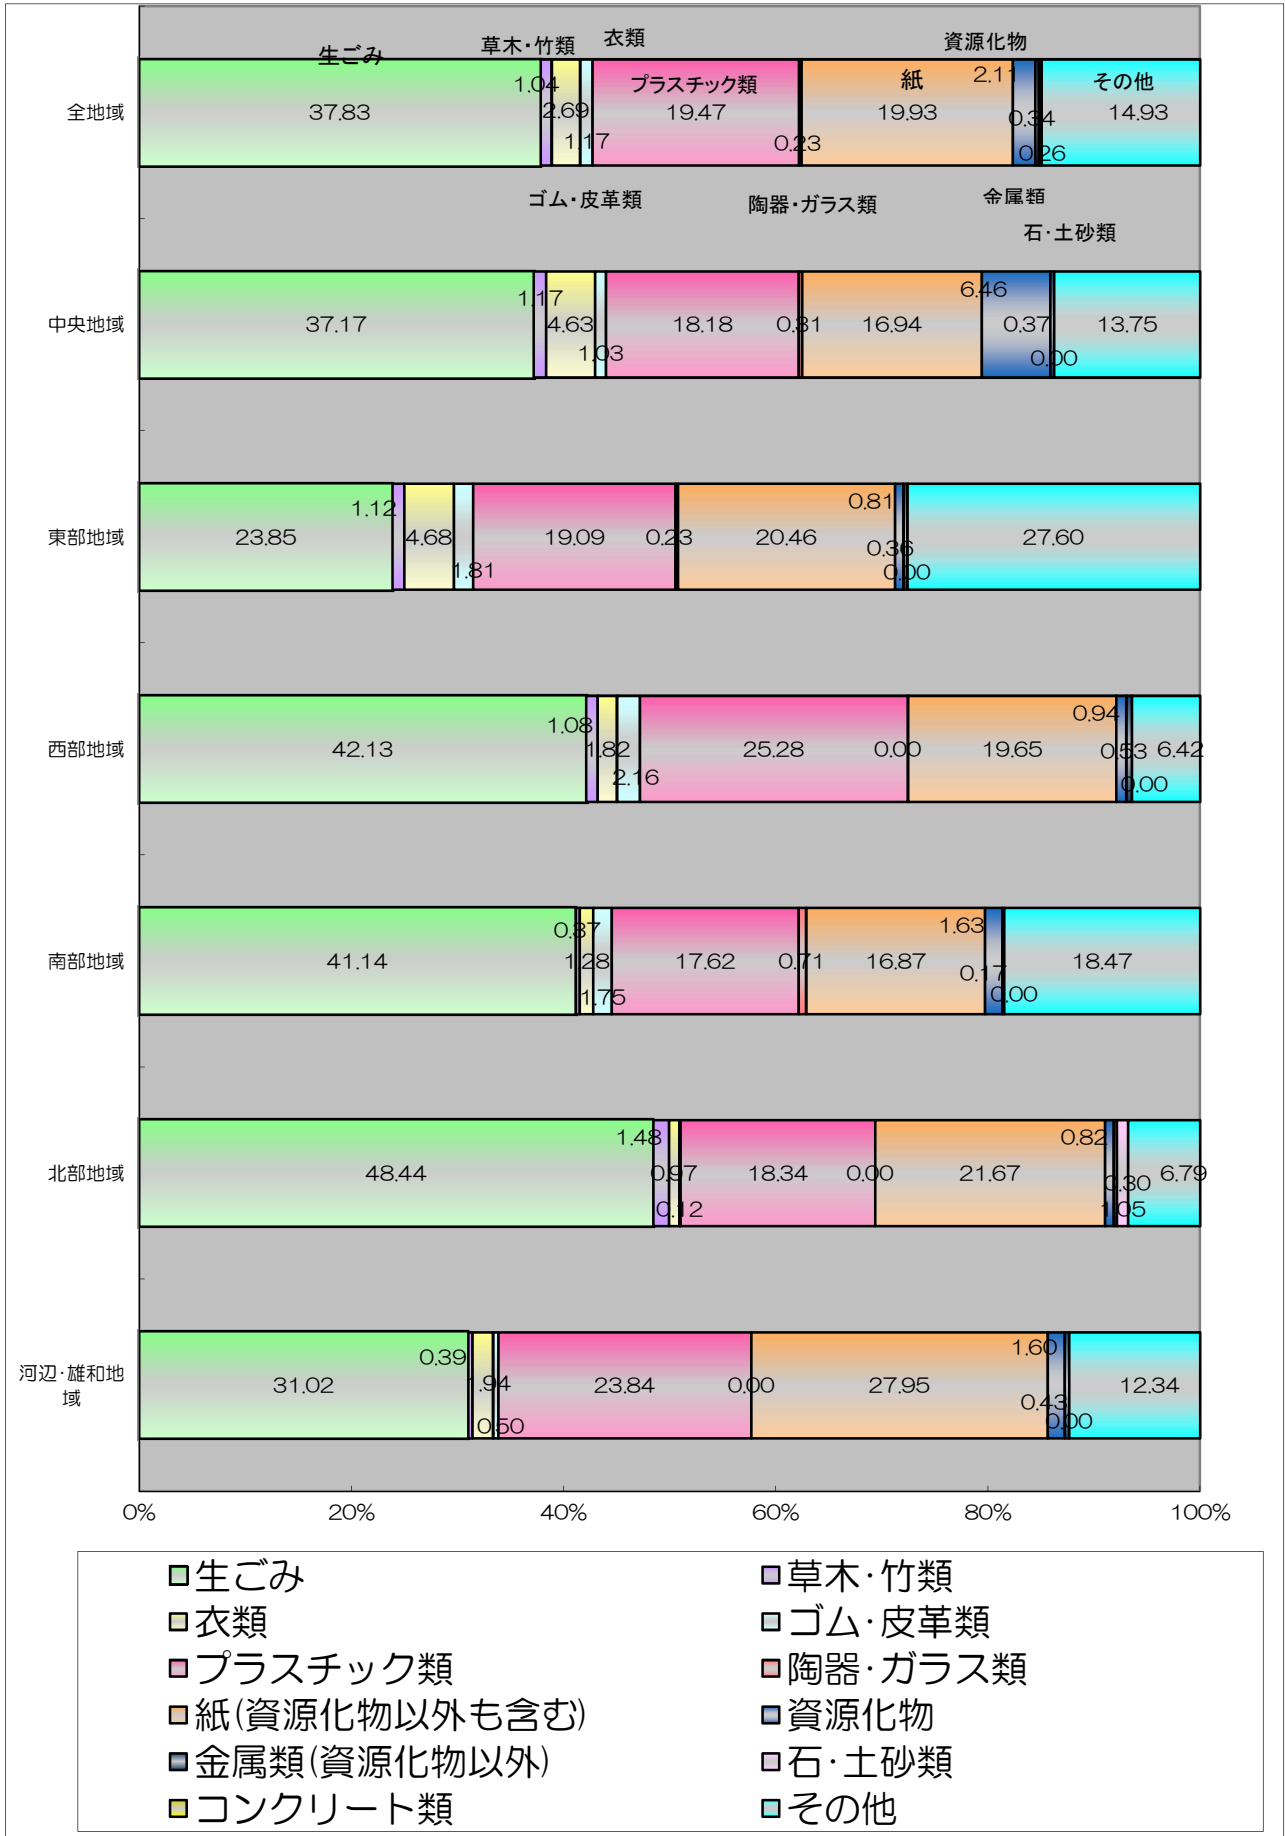 生ごみ
草木・竹類
衣類
プラスチック類
紙
資源化物
その他
全地域
37.83
1.04
2.69
1.17
19.47
0.23
19.93
2.11
0.34
0.26
14.93
ゴム・皮革類
陶器・ガラス類
金属類
石・土砂類
中央地域
37.17
1.17
4.63
1.03
18.18
0.31
16.94
6.46
0.37
0.00
13.75
東部地域
23.85
1.12
4.68
1.81
19.09
0.23
20.46
0.81
0.36
0.00
27.60
西部地域
42.13
1.08
1.82
2.16
25.28
0.00
19.65
0.94
0.53
0.00
6.42
南部地域
41.14
0.37
1.28
1.75
17.62
0.71
16.87
1.63
0.17
0.00
18.47
北部地域
48.44
1.48
0.97
0.12
18.34
0.00
21.67
0.82
0.30
1.05
6.79
河辺・雄和地
域
31.02
0.39
1.94
0.50
23.84
0.00
27.95
1.60
0.43
0.00
12.34
0% 20% 40% 60% 80% 100%
生ごみ
草木・竹類
衣類
ゴム・皮革類
プラスチック類
陶器・ガラス類
紙(資源化物以外も含む)
資源化物
金属類(資源化物以外)
石・土砂類
コンクリート類
その他